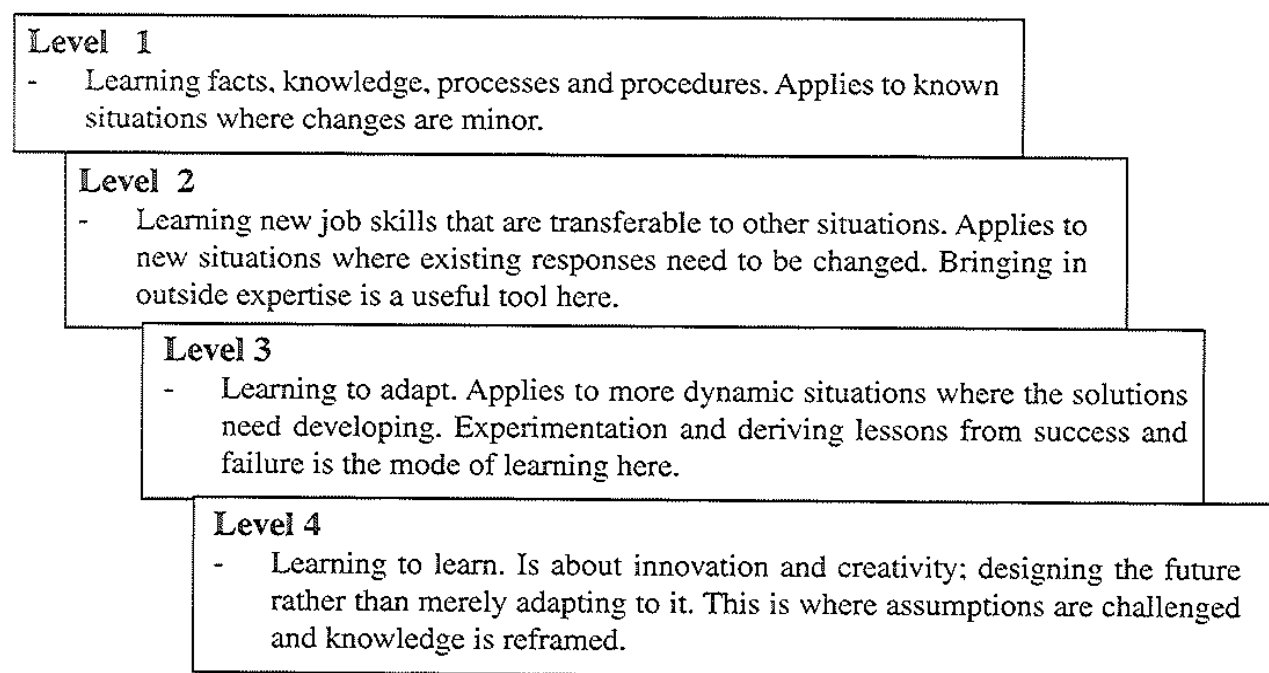 Level 1
- Learning facts, knowledge, processes and procedures. Applies to known
situations where changes are minor.
Level 2
- Learning new job skills that are transferable to other situations. Applies to
new situations where existing responses need to be changed. Bringing in
outside expertise is a useful tool here.
Level 3
- Learning to adapt. Applies to more dynamic situations where the solutions
need developing. Experimentation and deriving lessons from success and
failure is the mode of learning here.
Level 4
- Learning to learn. Is about innovation and creativity; designing the future
rather than merely adapting to it. This is where assumptions are challenged
and knowledge is reframed.